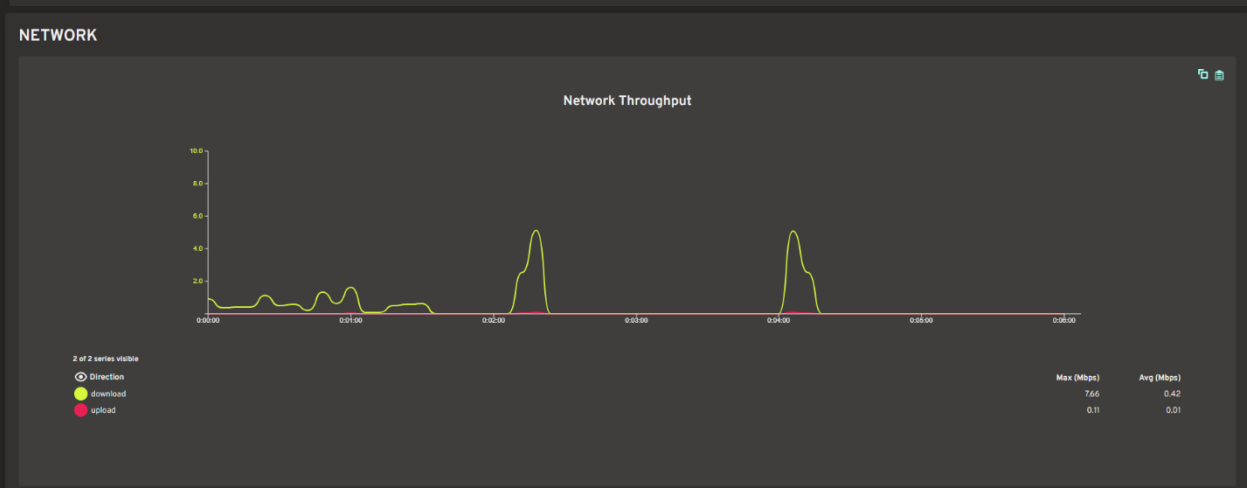 NETWORK
Network Throughput
10.0
8.0
6.0
4.0
2.0
0:00:00 0:01:00 0:02:00 0:03:00 0:04:00 0:05:00 0:06:00
2 of 2 series visible
Direction Max (Mbps) Avg (Mbps)
download 7.66 0.42
upload 0.11 0.01